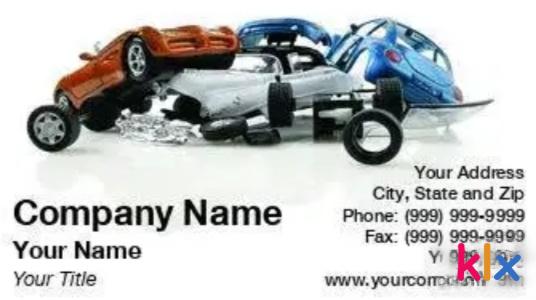 Your Address
City, State and Zip
Company Name
Phone: (999) 999-9999
Fax: (999) 999-9999
Your Name
klx
Your Title